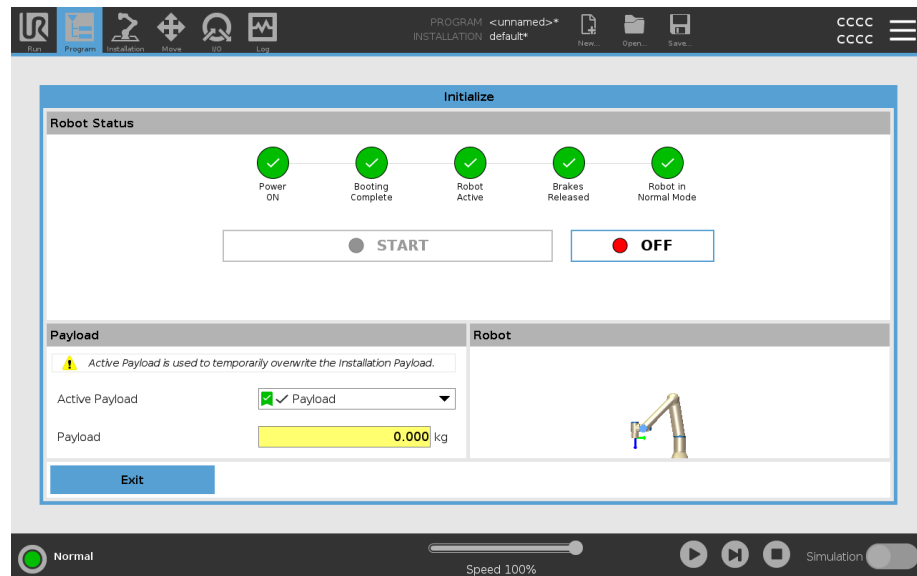 PROGRAM <unnamed>*
INSTALLATION default*
CCCC
CCCC
Run
Program
Installation
Move
I/O
Log
New...
Open...
Save...
Initialize
Robot Status
Power
ON
Booting
Complete
Robot
Active
Brakes
Released
Robot in
Normal Mode
START
OFF
Payload
Robot
Active Payload is used to temporarily overwrite the Installation Payload.
Active Payload
Payload
Payload
0.000 kg
Exit
Normal
Speed 100%
Simulation